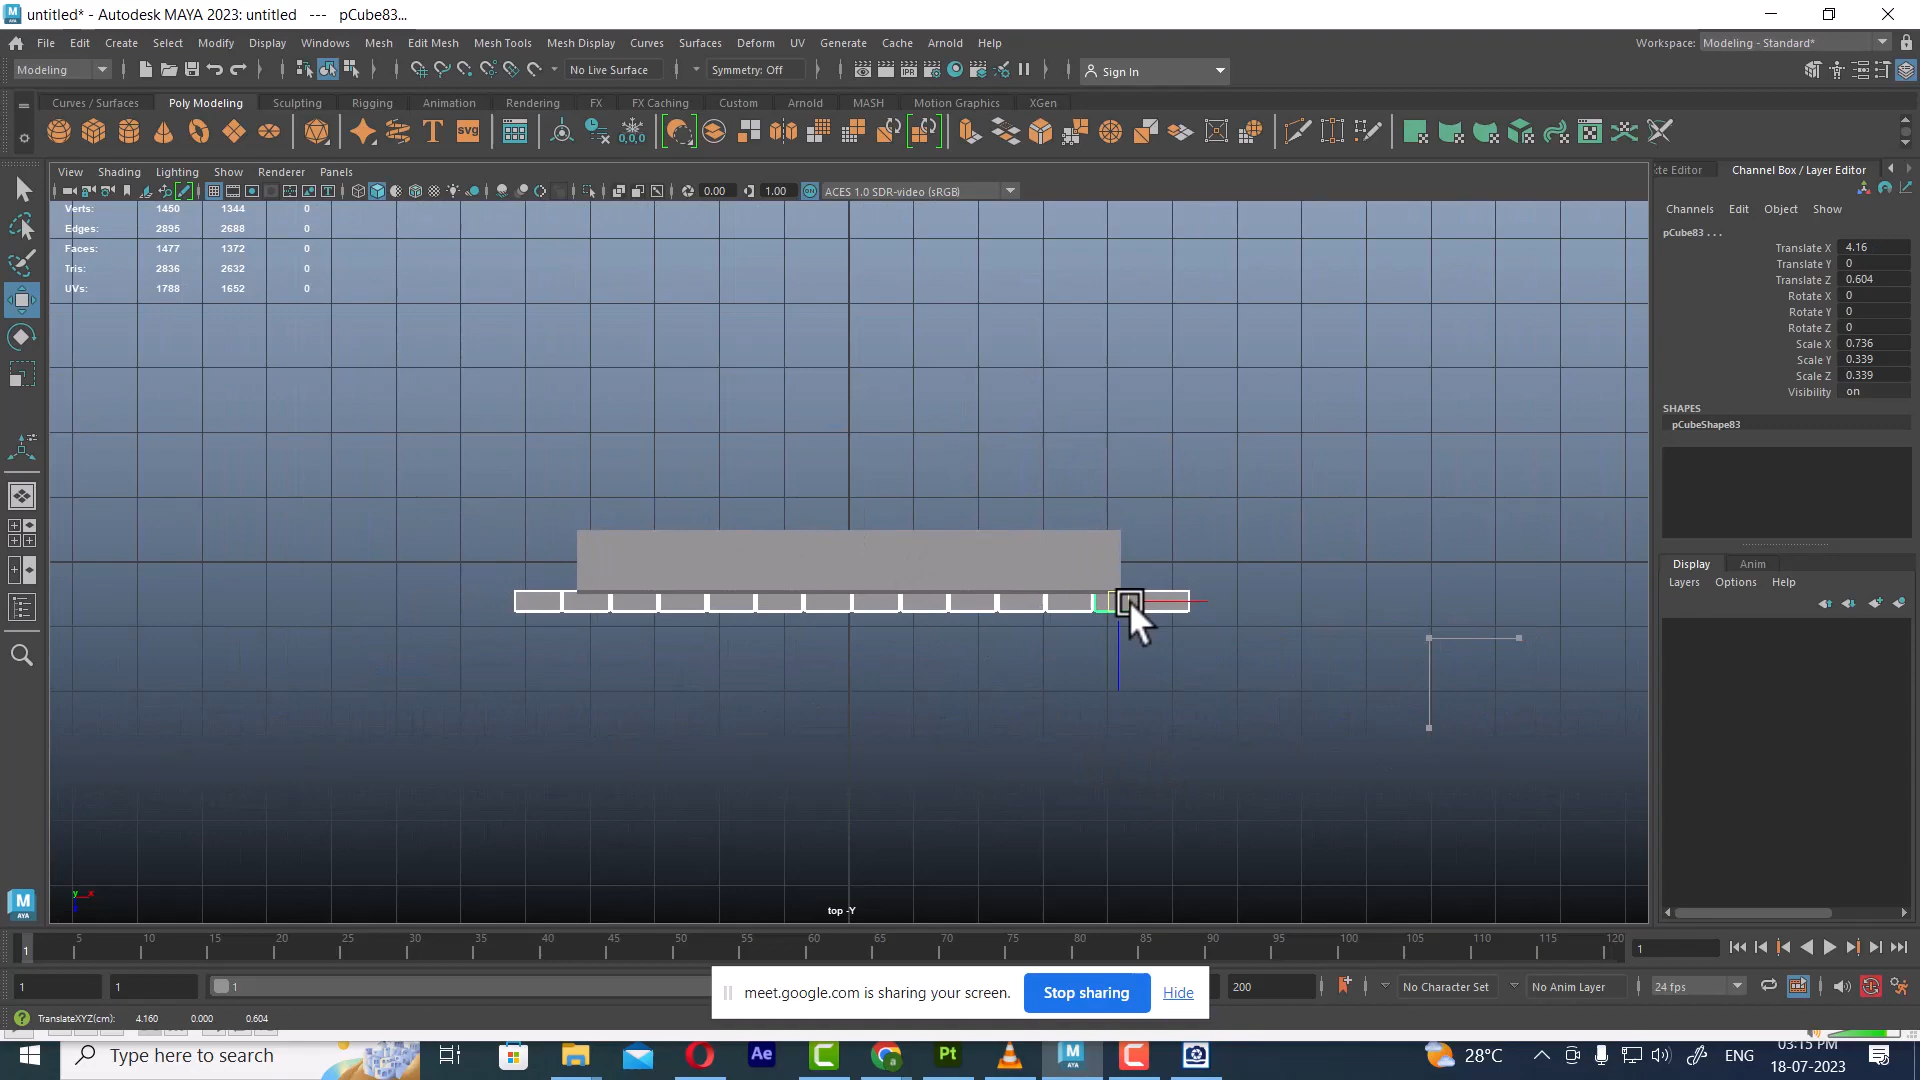 untitled* - Autodesk MAYA 2023: untitled --- pCube83...
File Edit Create Select Modify Display Windows Mesh Edit Mesh Mesh Tools Mesh Display Curves Surfaces Deform UV Generate Cache Arnold Help
Workspace: Modeling - Standard*
Modeling No Live Surface Symmetry: Off Sign In
Curves / Surfaces Poly Modeling Sculpting Rigging Animation Rendering FX FX Caching Custom Arnold MASH Motion Graphics XGen
View Shading Lighting Show Renderer Panels
0.00 1.00 ACES 1.0 SDR-video (sRGB)
Verts: 1450 1344 0
Edges: 2895 2688 0
Faces: 1477 1372 0
Tris: 2836 2632 0
UVs: 1788 1652 0
top -Y
Channel Box / Layer Editor
Channels Edit Object Show
pCube83 . . .
Translate X 4.16
Translate Y 0
Translate Z 0.604
Rotate X 0
Rotate Y 0
Rotate Z 0
Scale X 0.736
Scale Y 0.339
Scale Z 0.339
Visibility on
SHAPES
pCubeShape83
Display Anim
Layers Options Help
1 5 10 15 20 25 30 35 40 45 50 55 60 65 70 75 80 85 90 95 100 105 110 115 120 1
1 1 1 200 No Character Set No Anim Layer 24 fps
meet.google.com is sharing your screen. Stop sharing Hide
TranslateXYZ(cm): 4.160 0.000 0.604
Type here to search
28°C ENG
03:15 PM
18-07-2023